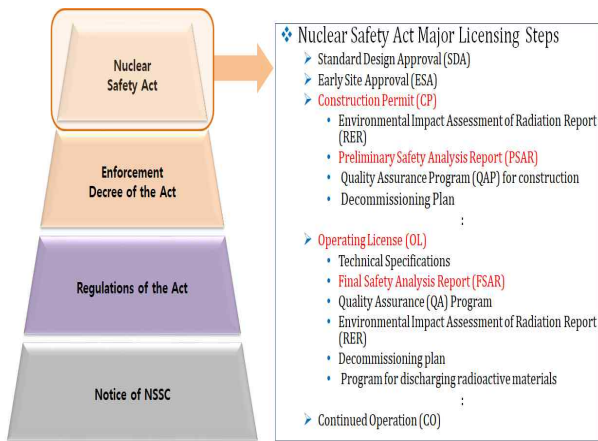 Nuclear
Safety Act
Enforcement
Decree of the Act
Regulations of the Act
Notice of NSSC
Nuclear Safety Act Major Licensing Steps
Standard Design Approval (SDA)
Early Site Approval (ESA)
Construction Permit (CP)
Environmental Impact Assessment of Radiation Report
(RER)
Preliminary Safety Analysis Report (PSAR)
Quality Assurance Program (QAP) for construction
Decommissioning Plan
:
Operating License (OL)
Technical Specifications
Final Safety Analysis Report (FSAR)
Quality Assurance (QA) Program
Environmental Impact Assessment of Radiation Report
(RER)
Decommissioning plan
Program for discharging radioactive materials
:
Continued Operation (CO)